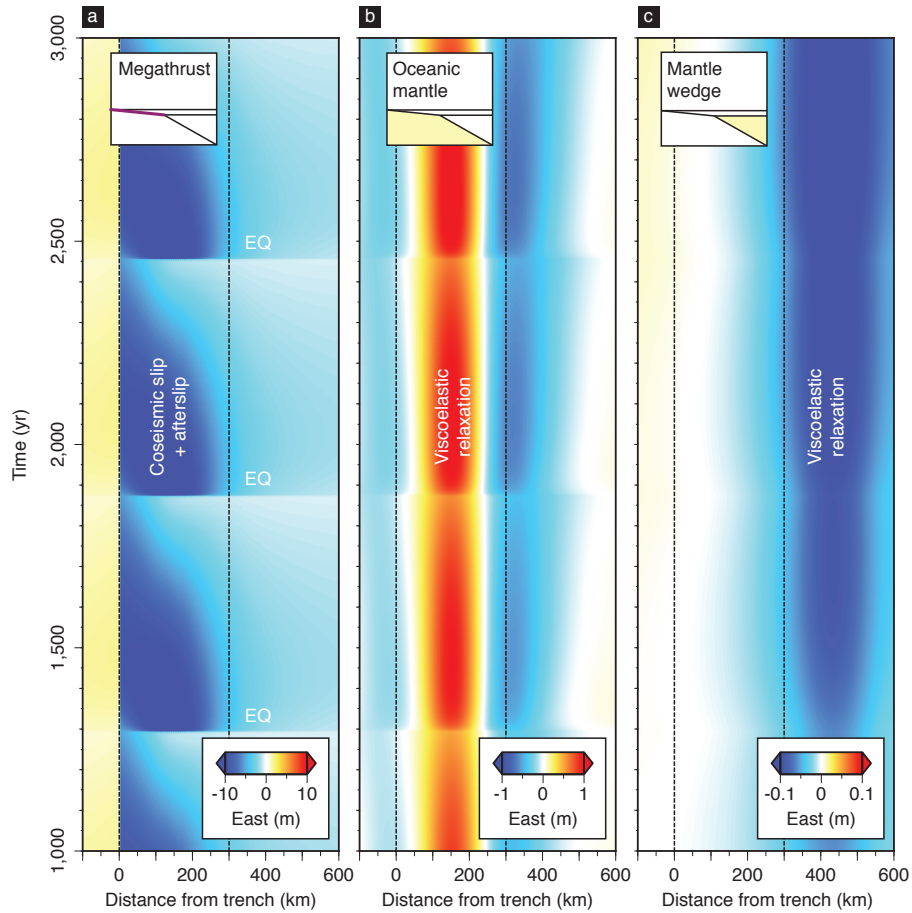 a
b
c
Megathrust
Oceanic
mantle
Mantle
wedge
3,000
2,500
2,000
1,500
1,000
Time (yr)
EQ
EQ
EQ
Coseismic slip
+ afterslip
Viscoelastic
relaxation
Viscoelastic
relaxation
-10 0 10
East (m)
-1 0 1
East (m)
-0.1 0 0.1
East (m)
0 200 400 600
0 200 400 600
0 200 400 600
Distance from trench (km)
Distance from trench (km)
Distance from trench (km)